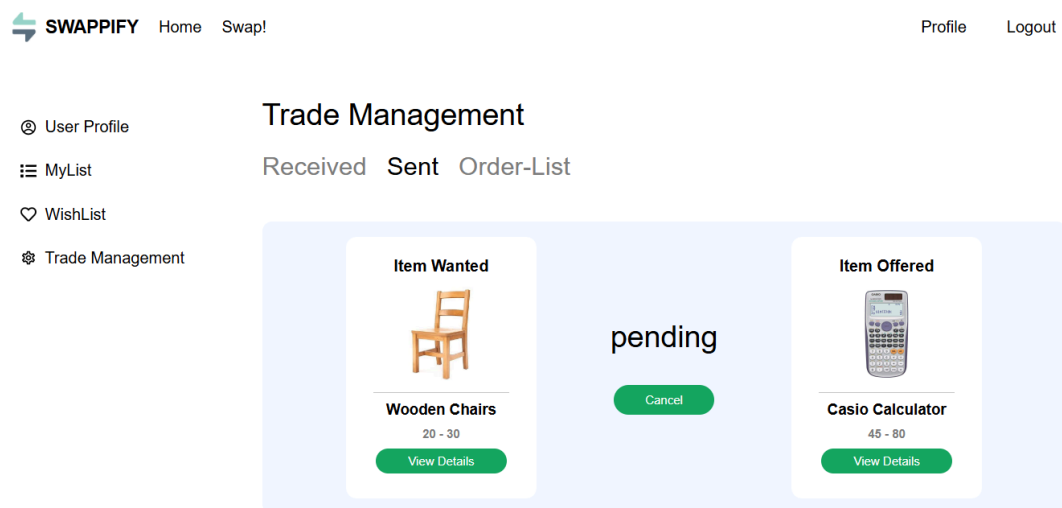 SWAPPIFY Home Swap! Profile Logout
User Profile
MyList
WishList
Trade Management
Trade Management
Received Sent Order-List
Item Wanted
Wooden Chairs
20 - 30
View Details
pending
Cancel
Item Offered
CASIO
Casio Calculator
45 - 80
View Details